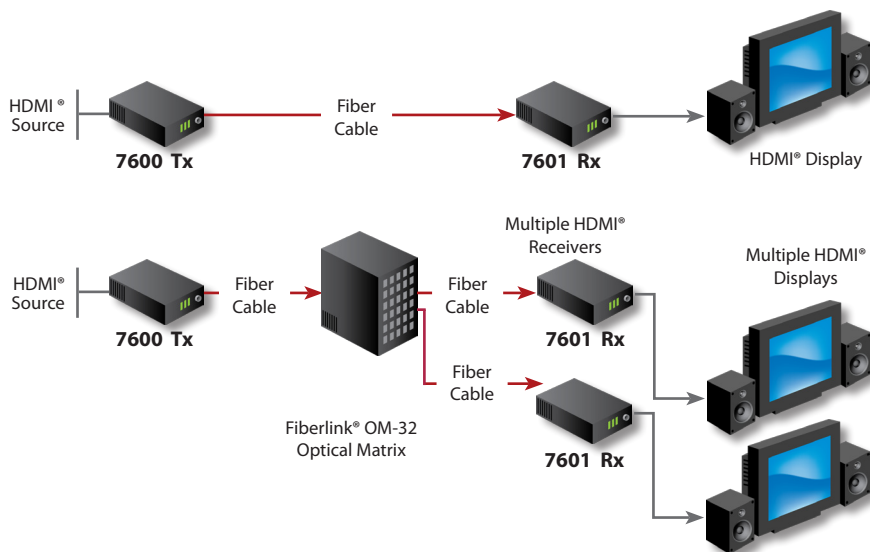 HDMI ®
Source
7600 Tx
Fiber
Cable
7601 Rx
HDMI® Display
HDMI®
Source
7600 Tx
Fiber
Cable
Fiberlink® OM-32
Optical Matrix
Fiber
Cable
Fiber
Cable
Multiple HDMI®
Receivers
7601 Rx
7601 Rx
Multiple HDMI®
Displays